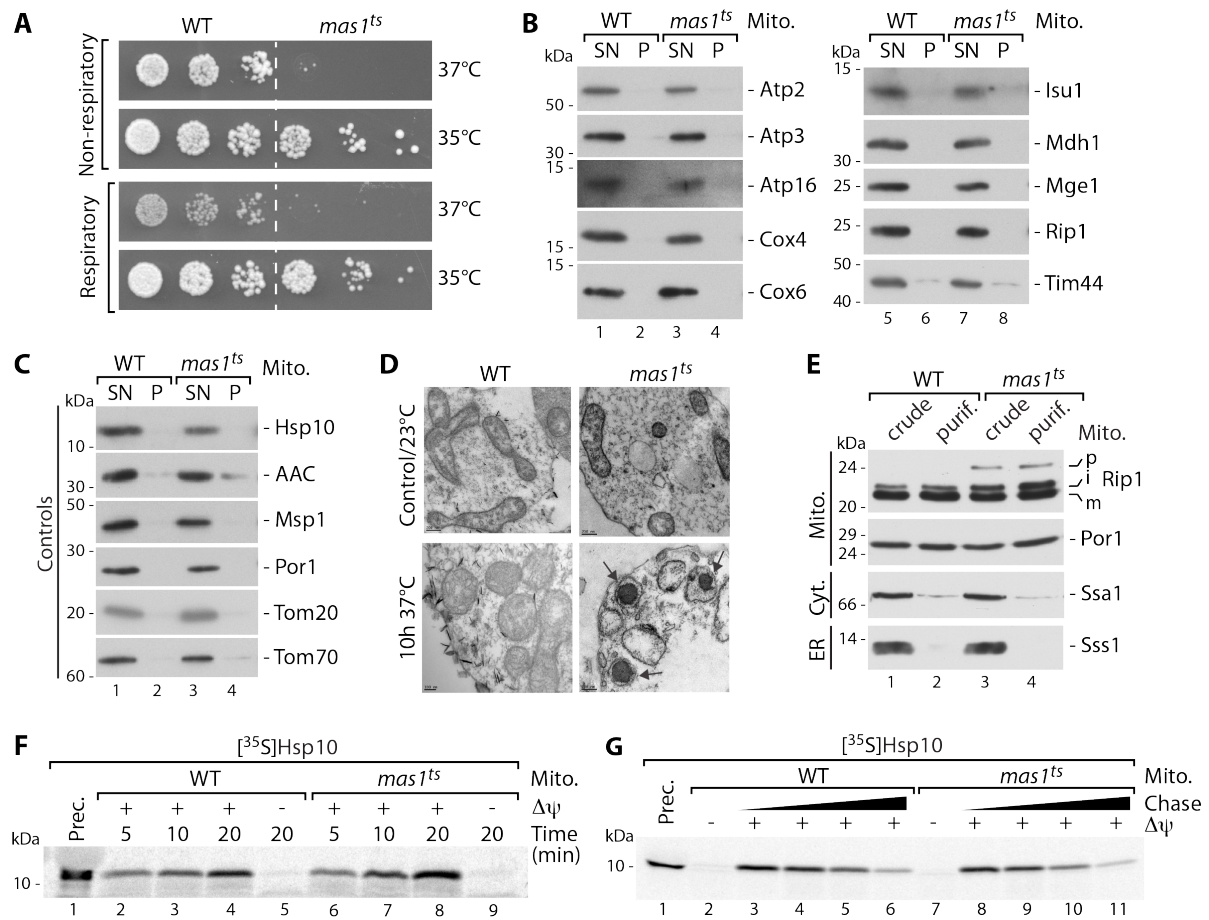 A
WT mas1ts
Non-respiratory
37°C
35°C
Respiratory
37°C
35°C
B
WT mas1ts Mito.
kDa SN P SN P
50 - - Atp2
30 - - Atp3
15 - - Atp16
15 - - Cox4
15 - - Cox6
1 2 3 4
WT mas1ts Mito.
kDa SN P SN P
15 - - Isu1
30 - - Mdh1
25 - - Mge1
25 - - Rip1
50 - - Tim44
40 -
5 6 7 8
C
WT mas1ts Mito.
kDa SN P SN P
Controls
10 - - Hsp10
30 - - AAC
50 - - Msp1
30 - - Por1
20 - - Tom20
60 - - Tom70
1 2 3 4
D
WT mas1ts
Control/23°C
10h 37°C
E
WT mas1ts
crude purif. crude purif. Mito.
kDa
Mito.
24 - p
i Rip1
20 - m
29 - - Por1
24 -
Cyt.
66 - - Ssa1
ER
14 - - Sss1
1 2 3 4
F
[35S]Hsp10
Prec. WT mas1ts Mito.
+ + + - + + + - Δψ
5 10 20 20 5 10 20 20 Time
kDa (min)
10 -
1 2 3 4 5 6 7 8 9
G
[35S]Hsp10
Prec. WT mas1ts Mito.
Chase
- + + + + - + + + + Δψ
kDa
10 -
1 2 3 4 5 6 7 8 9 10 11